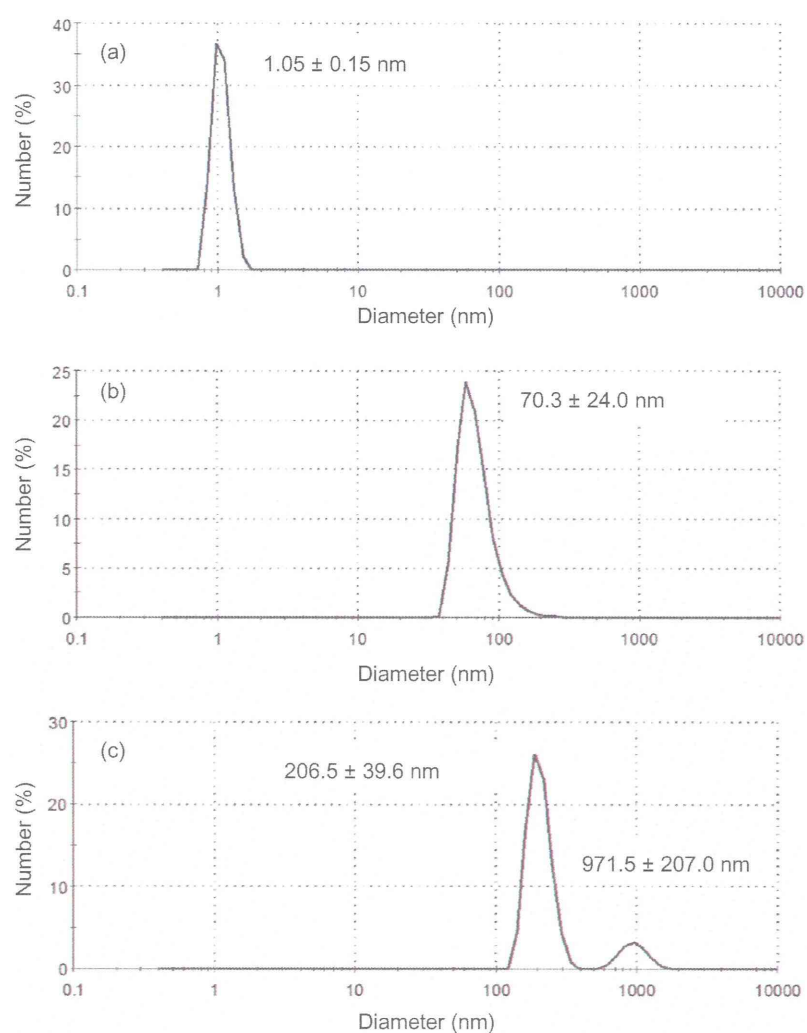 (a)
1.05 ± 0.15 nm
Number (%)
40
30
20
10
0
0.1 1 10 100 1000 10000
Diameter (nm)
(b)
70.3 ± 24.0 nm
Number (%)
25
20
15
10
5
0
0.1 1 10 100 1000 10000
Diameter (nm)
(c)
206.5 ± 39.6 nm
971.5 ± 207.0 nm
Number (%)
30
20
10
0
0.1 1 10 100 1000 10000
Diameter (nm)